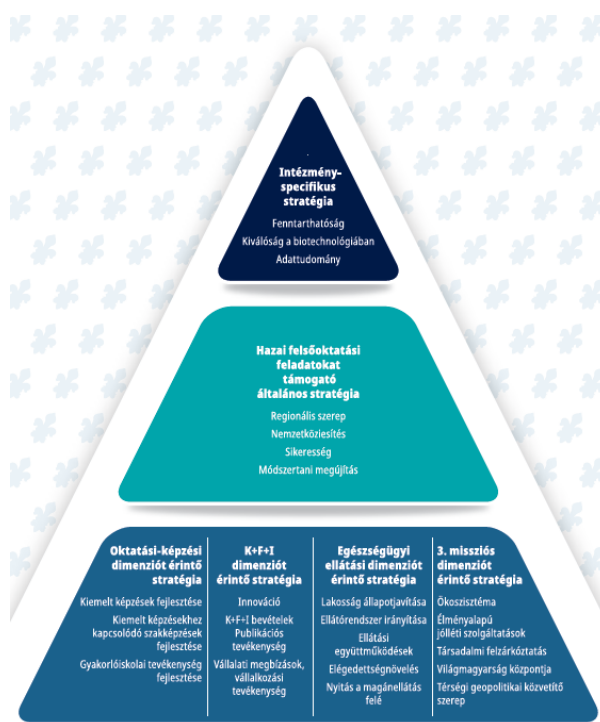 Intézmény-
specifikus
stratégia
Fenntarthatóság
Kiválóság a biotechnológiában
Adattudomány
Hazai felsőoktatási
feladatokat
támogató
általános stratégia
Regionális szerep
Nemzetköziesítés
Sikeresség
Módszertani megújítás
Oktatási-képzési
dimenziót érintő
stratégia
Kiemelt képzések fejlesztése
Kiemelt képzésekhez
kapcsolódó szakképzések
fejlesztése
Gyakorlóiskolai tevékenység
fejlesztése
K+F+I
dimenziót
érintő stratégia
Innováció
K+F+I bevételek
Publikációs
tevékenység
Vállalati megbízások,
vállalkozási
tevékenység
Egészségügyi
ellátási dimenziót
érintő stratégia
Lakosság állapotjavítása
Ellátórendszer irányítása
Ellátási
együttműködések
Elégedettségnövelés
Nyitás a magánellátás
felé
3. missziós
dimenziót
érintő stratégia
Ökoszisztéma
Élményalapú
jólléti szolgáltatások
Társadalmi felzárkóztatás
Világmagyarság központja
Térségi geopolitikai közvetítő
szerep